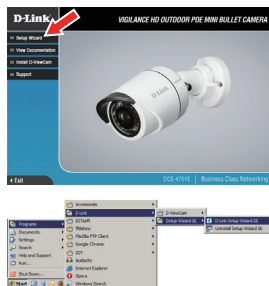 D-Link
VIGILANCE HD OUTDOOR POE MINI BULLET CAMERA
Setup Wizard
View Documentation
Install D-ViewCam
Support
D-Link
Exit
DCS-4701E | Business Class Networking
Accessories
D-Link
D-ViewCam
Setup Wizard SE
D-Link Setup Wizard SE
Uninstall Setup Wizard SE
FileZilla FTP Client
Google Chrome
Audacity
Internet Explorer
Opera
Windows Search
Programs
Documents
Settings
Search
Help and Support
Run...
Shut Down...
Start